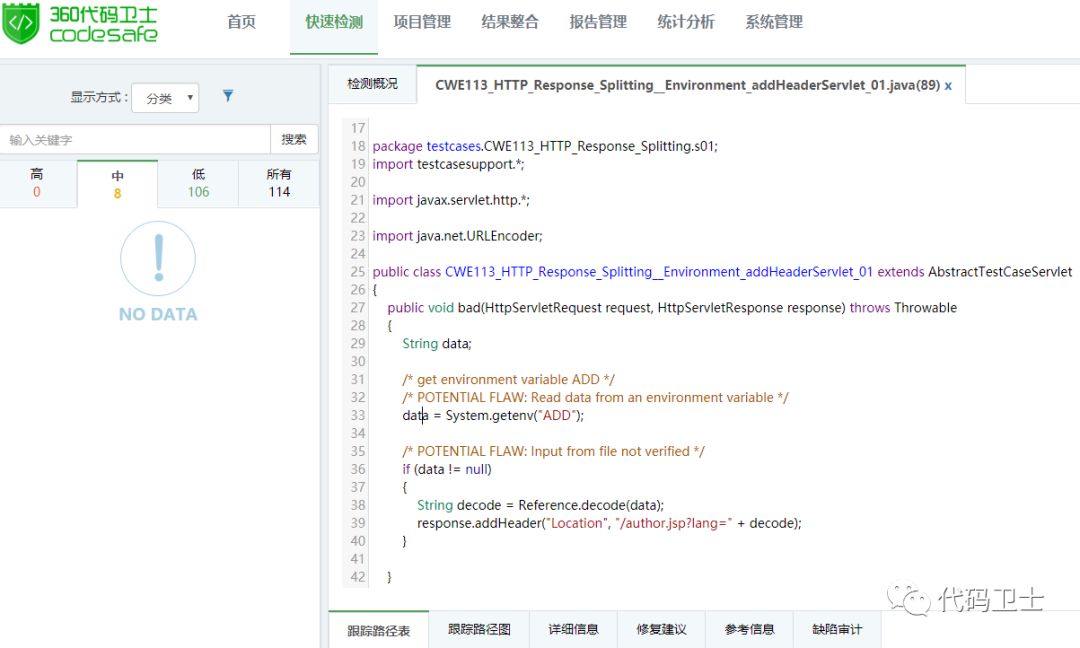 360代码卫士
codesafe
首页 快速检测 项目管理 结果整合 报告管理 统计分析 系统管理
显示方式： 分类
输入关键字 搜索
高 中 低 所有
0 8 106 114
NO DATA
检测概况 CWE113_HTTP_Response_Splitting__Environment_addHeaderServlet_01.java(89) x
17
18 package testcases.CWE113_HTTP_Response_Splitting.s01;
19 import testcasesupport.*;
20
21 import javax.servlet.http.*;
22
23 import java.net.URLEncoder;
24
25 public class CWE113_HTTP_Response_Splitting__Environment_addHeaderServlet_01 extends AbstractTestCaseServlet
26 {
27 public void bad(HttpServletRequest request, HttpServletResponse response) throws Throwable
28 {
29 String data;
30
31 /* get environment variable ADD */
32 /* POTENTIAL FLAW: Read data from an environment variable */
33 data = System.getenv("ADD");
34
35 /* POTENTIAL FLAW: Input from file not verified */
36 if (data != null)
37 {
38 String decode = Reference.decode(data);
39 response.addHeader("Location", "/author.jsp?lang=" + decode);
40 }
41
42 }
代码卫士
跟踪路径表 跟踪路径图 详细信息 修复建议 参考信息 缺陷审计